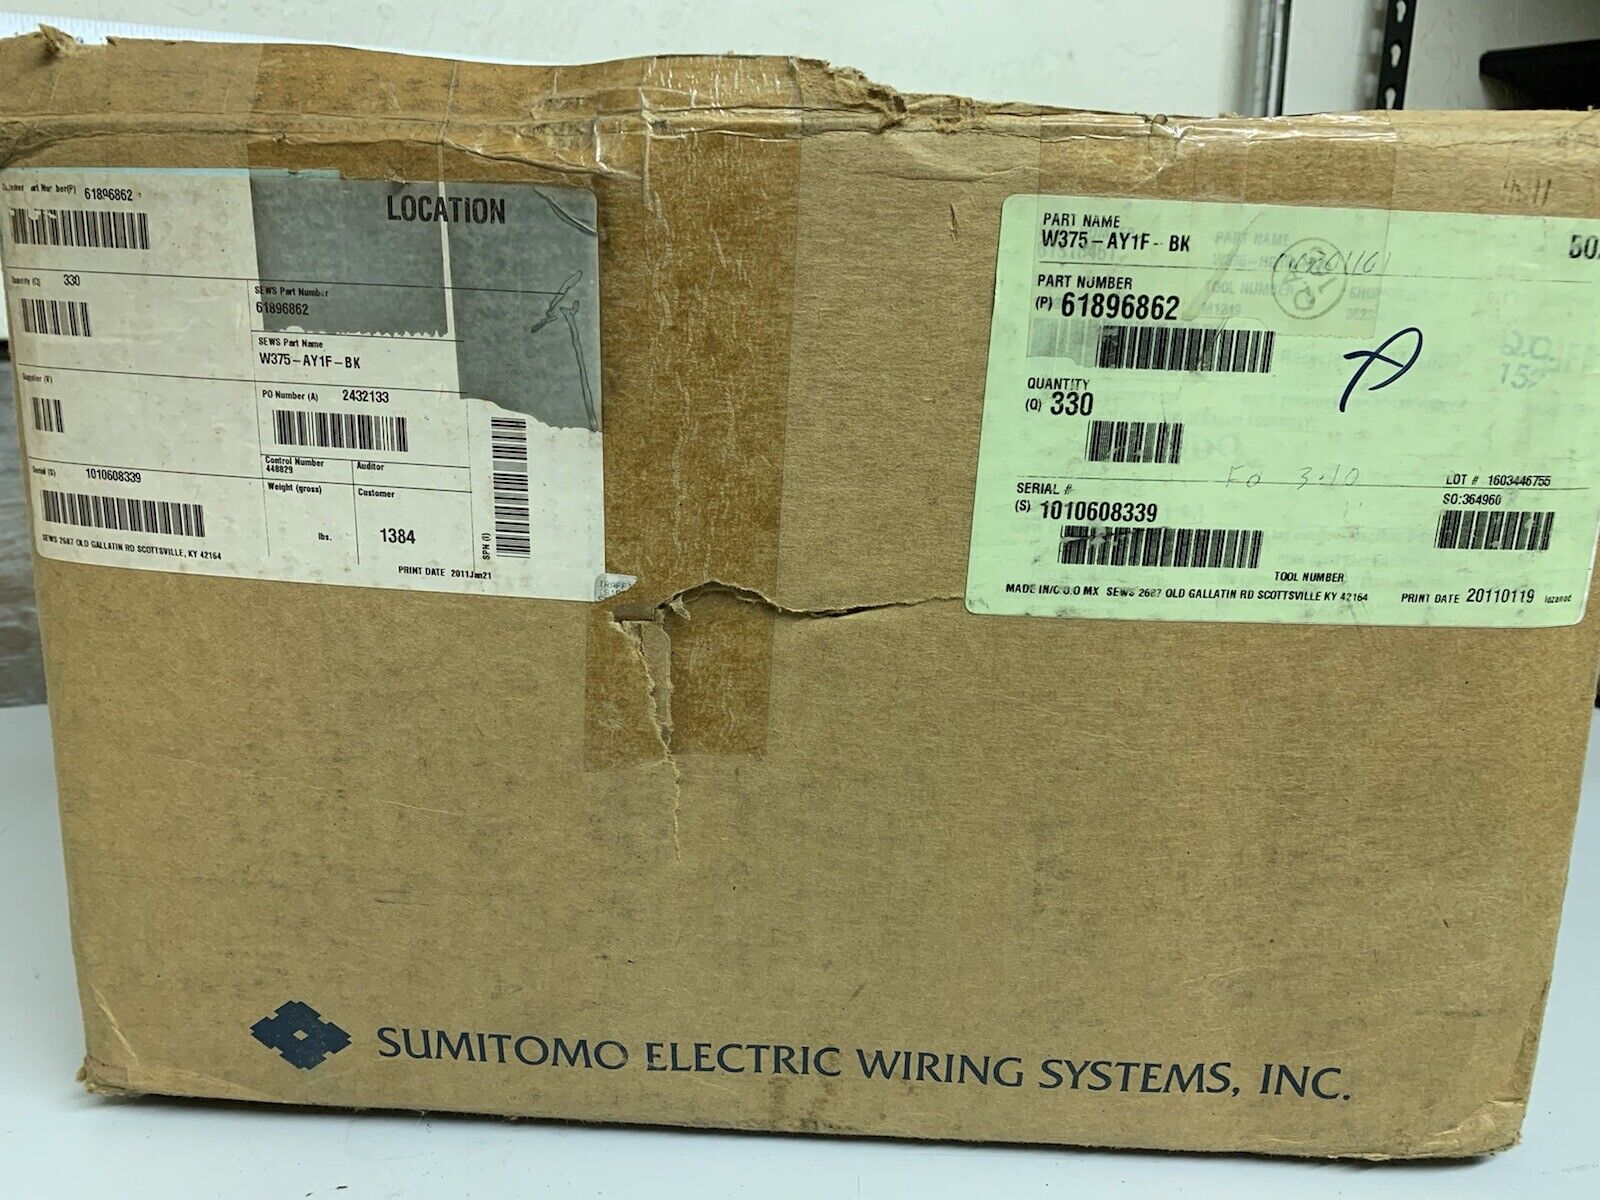 61896862
LOCATION
Quantity (Q) 330
SEWS Part Number
61896862
SEWS Part Name
W375-AY1F-BK
Supplier (V)
PO Number (A) 2432133
Control Number
448829
Auditor
Serial (S) 1010608339
Weight (gross)
lbs.
Customer
1384
SPN (I)
SEWS 2687 OLD GALLATIN RD SCOTTSVILLE, KY 42164
PRINT DATE 2011Jan21
PART NAME
W375-AY1F-BK
PART NUMBER
(P) 61896862
QUANTITY
(Q) 330
Fo 3-10
SERIAL #
(S) 1010608339
LOT # 1603446755
SO:364960
TOOL NUMBER
MADE IN/C.O.O MX SEWS 2687 OLD GALLATIN RD SCOTTSVILLE KY 42164
PRINT DATE 20110119
SUMITOMO ELECTRIC WIRING SYSTEMS, INC.